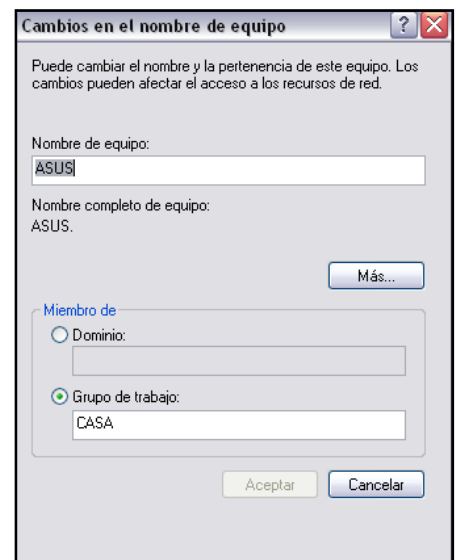 Cambios en el nombre de equipo
?
Puede cambiar el nombre y la pertenencia de este equipo. Los
cambios pueden afectar el acceso a los recursos de red.
Nombre de equipo:
ASUS
Nombre completo de equipo:
ASUS.
Más...
Miembro de
Dominio:
Grupo de trabajo:
CASA
Aceptar Cancelar